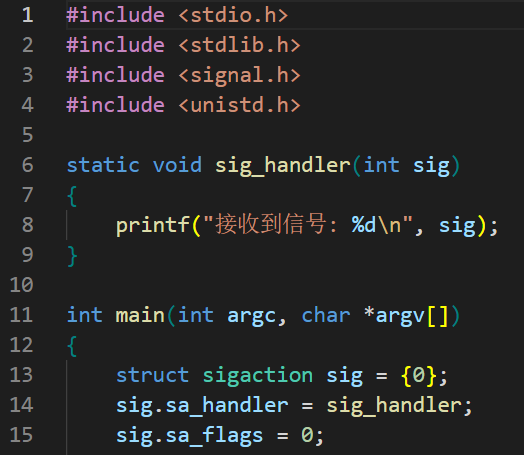 1 #include <stdio.h>
2 #include <stdlib.h>
3 #include <signal.h>
4 #include <unistd.h>
5
6 static void sig_handler(int sig)
7 {
8     printf("接收到信号: %d\n", sig);
9 }
10
11 int main(int argc, char *argv[])
12 {
13     struct sigaction sig = {0};
14     sig.sa_handler = sig_handler;
15     sig.sa_flags = 0;